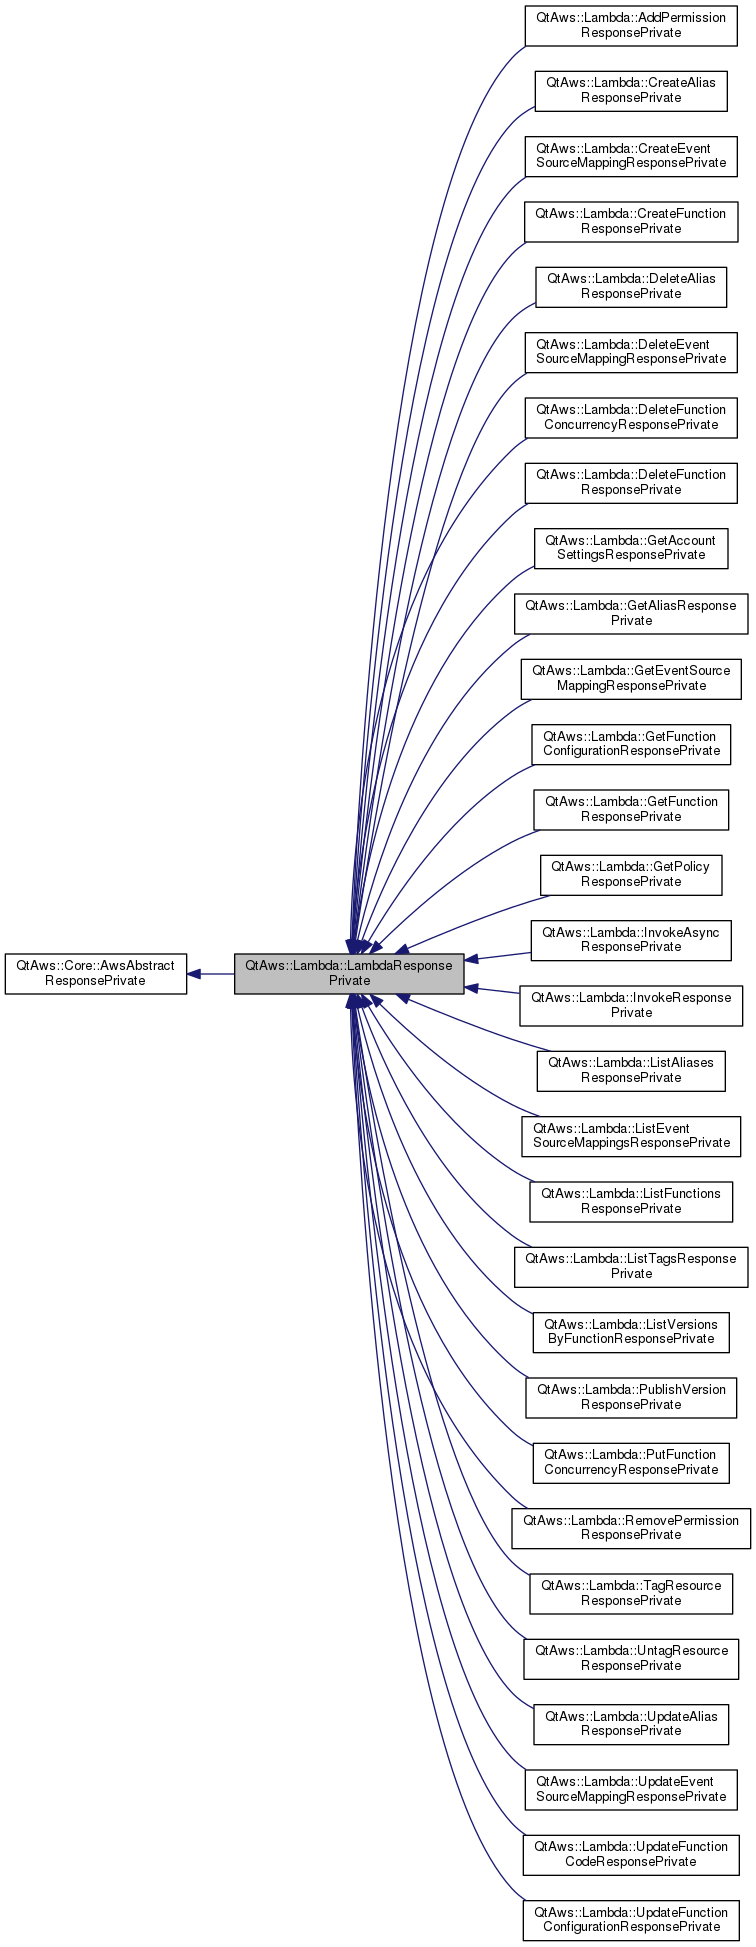 QtAws::Core::AwsAbstract
ResponsePrivate
QtAws::Lambda::LambdaResponse
Private
QtAws::Lambda::AddPermission
ResponsePrivate
QtAws::Lambda::CreateAlias
ResponsePrivate
QtAws::Lambda::CreateEvent
SourceMappingResponsePrivate
QtAws::Lambda::CreateFunction
ResponsePrivate
QtAws::Lambda::DeleteAlias
ResponsePrivate
QtAws::Lambda::DeleteEvent
SourceMappingResponsePrivate
QtAws::Lambda::DeleteFunction
ConcurrencyResponsePrivate
QtAws::Lambda::DeleteFunction
ResponsePrivate
QtAws::Lambda::GetAccount
SettingsResponsePrivate
QtAws::Lambda::GetAliasResponse
Private
QtAws::Lambda::GetEventSource
MappingResponsePrivate
QtAws::Lambda::GetFunction
ConfigurationResponsePrivate
QtAws::Lambda::GetFunction
ResponsePrivate
QtAws::Lambda::GetPolicy
ResponsePrivate
QtAws::Lambda::InvokeAsync
ResponsePrivate
QtAws::Lambda::InvokeResponse
Private
QtAws::Lambda::ListAliases
ResponsePrivate
QtAws::Lambda::ListEvent
SourceMappingsResponsePrivate
QtAws::Lambda::ListFunctions
ResponsePrivate
QtAws::Lambda::ListTagsResponse
Private
QtAws::Lambda::ListVersions
ByFunctionResponsePrivate
QtAws::Lambda::PublishVersion
ResponsePrivate
QtAws::Lambda::PutFunction
ConcurrencyResponsePrivate
QtAws::Lambda::RemovePermission
ResponsePrivate
QtAws::Lambda::TagResource
ResponsePrivate
QtAws::Lambda::UntagResource
ResponsePrivate
QtAws::Lambda::UpdateAlias
ResponsePrivate
QtAws::Lambda::UpdateEvent
SourceMappingResponsePrivate
QtAws::Lambda::UpdateFunction
CodeResponsePrivate
QtAws::Lambda::UpdateFunction
ConfigurationResponsePrivate